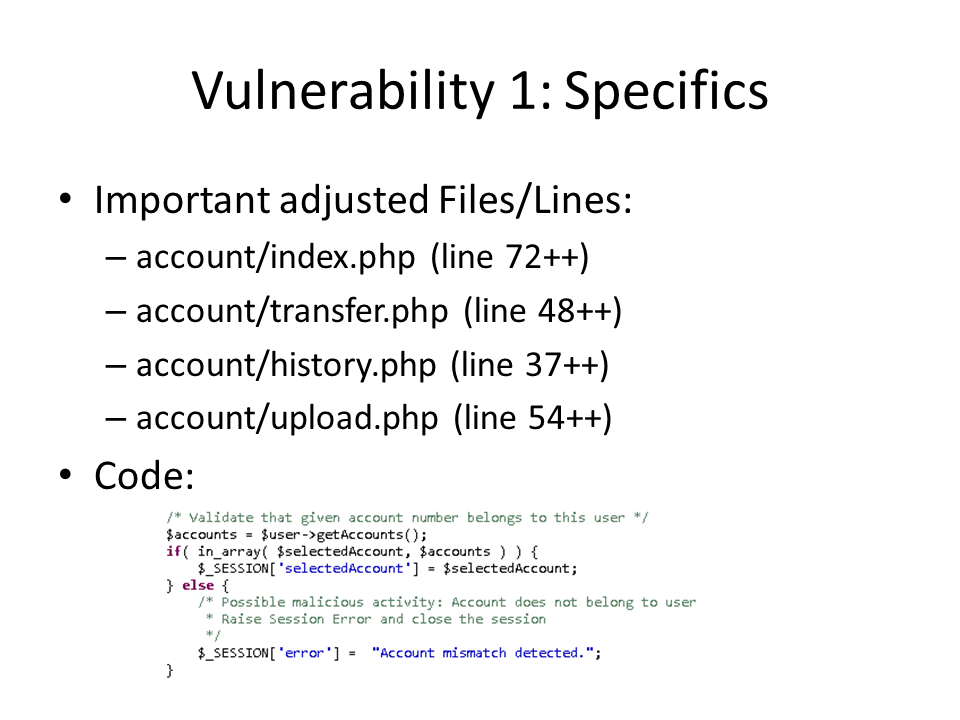 Vulnerability 1: Specifics
• Important adjusted Files/Lines:
– account/index.php (line 72++)
– account/transfer.php (line 48++)
– account/history.php (line 37++)
– account/upload.php (line 54++)
• Code:
/* Validate that given account number belongs to this user */
$accounts = $user->getAccounts();
if( in_array( $selectedAccount, $accounts ) ) {
    $_SESSION['selectedAccount'] = $selectedAccount;
} else {
    /* Possible malicious activity: Account does not belong to user
     * Raise Session Error and close the session
     */
    $_SESSION['error'] =  "Account mismatch detected.";
}